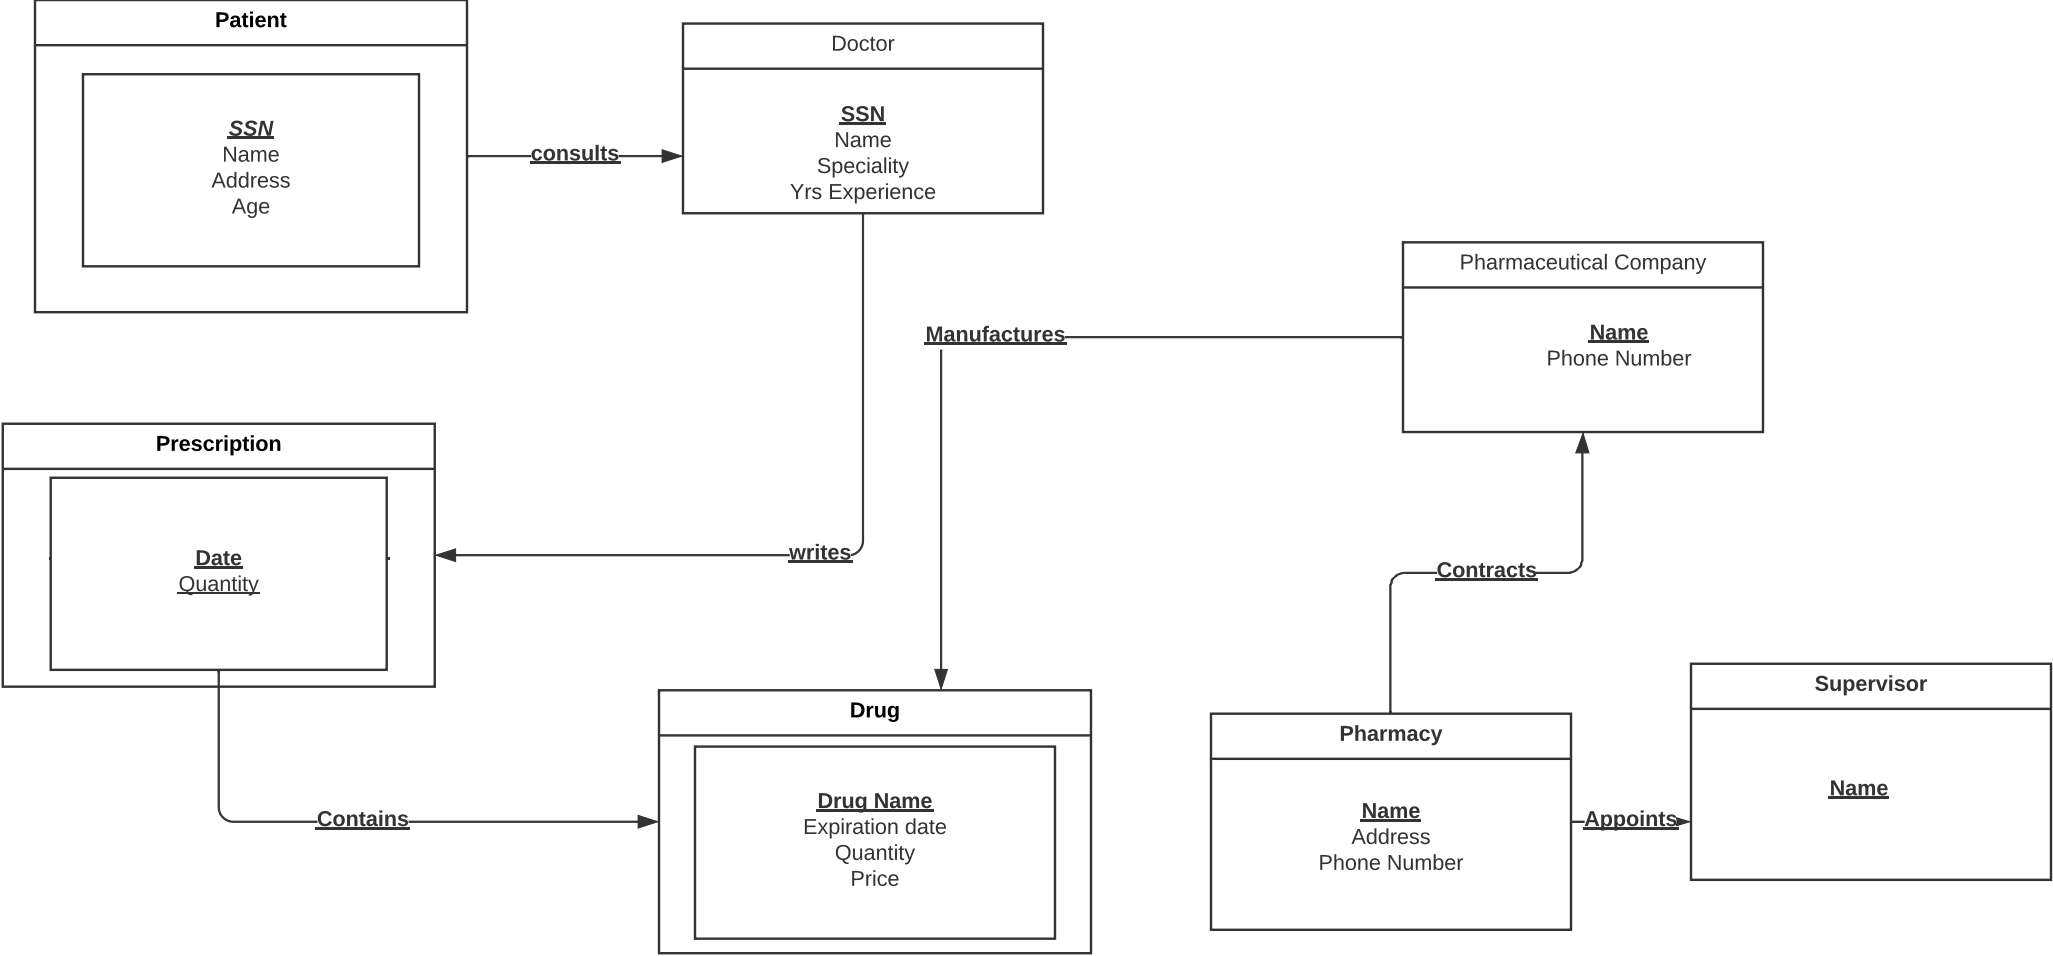 Patient
SSN
Name
Address
Age
consults
Doctor
SSN
Name
Speciality
Yrs Experience
Pharmaceutical Company
Name
Phone Number
Manufactures
Prescription
Date
Quantity
writes
Contracts
Contains
Drug
Drug Name
Expiration date
Quantity
Price
Pharmacy
Name
Address
Phone Number
Appoints
Supervisor
Name